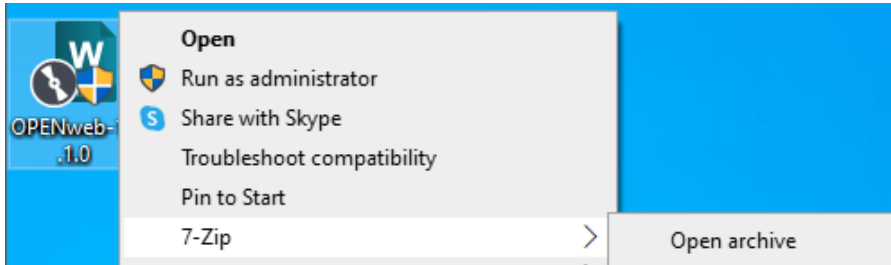 Open
Run as administrator
Share with Skype
Troubleshoot compatibility
Pin to Start
7-Zip
Open archive
W
S
OPENweb-
.1.0